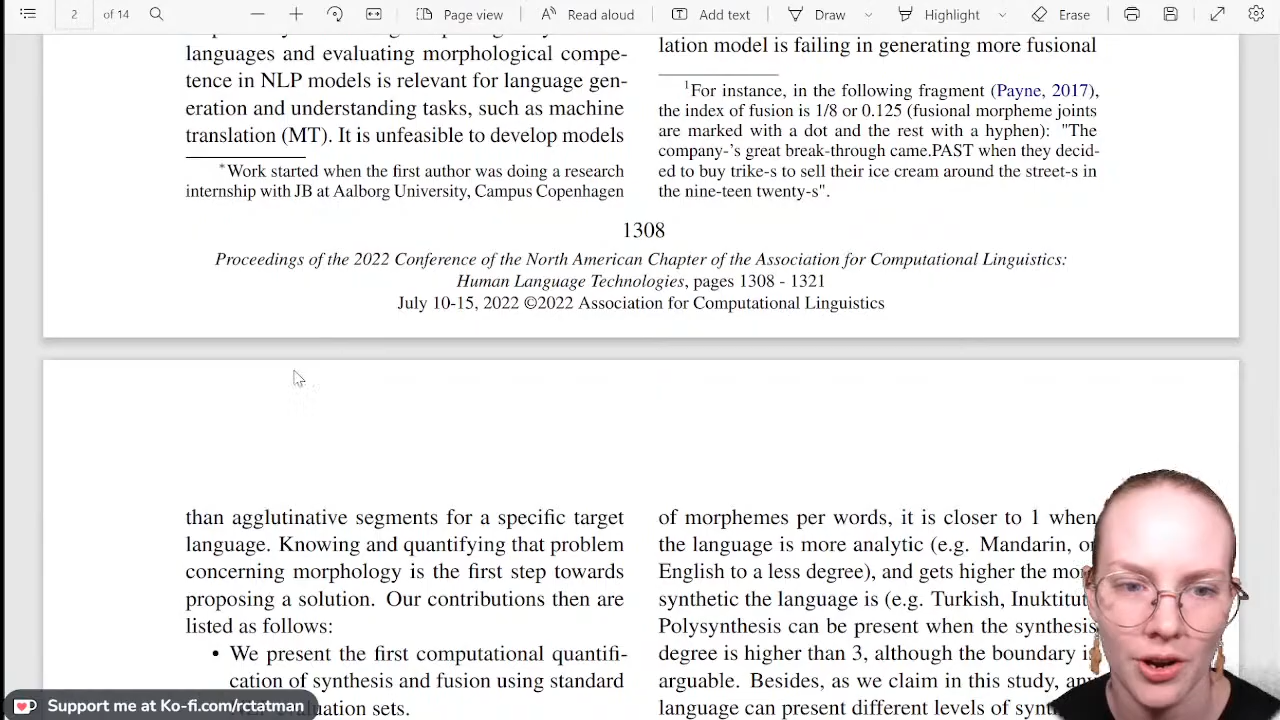 2 of 14 Page view Read aloud Add text Draw Highlight Erase
languages and evaluating morphological compe-
tence in NLP models is relevant for language gen-
eration and understanding tasks, such as machine
translation (MT). It is unfeasible to develop models
*Work started when the first author was doing a research
internship with JB at Aalborg University, Campus Copenhagen
lation model is failing in generating more fusional
1For instance, in the following fragment (Payne, 2017),
the index of fusion is 1/8 or 0.125 (fusional morpheme joints
are marked with a dot and the rest with a hyphen): "The
company-'s great break-through came.PAST when they decid-
ed to buy trike-s to sell their ice cream around the street-s in
the nine-teen twenty-s".
1308
Proceedings of the 2022 Conference of the North American Chapter of the Association for Computational Linguistics:
Human Language Technologies, pages 1308 - 1321
July 10-15, 2022 ©2022 Association for Computational Linguistics
than agglutinative segments for a specific target
language. Knowing and quantifying that problem
concerning morphology is the first step towards
proposing a solution. Our contributions then are
listed as follows:
• We present the first computational quantifi-
cation of synthesis and fusion using standard
evaluation sets.
of morphemes per words, it is closer to 1 when
the language is more analytic (e.g. Mandarin, or
English to a less degree), and gets higher the
synthetic the language is (e.g. Turkish,
Polysynthesis can be present when the synthesis
degree is higher than 3, although the boundary
arguable. Besides, as we claim in this study,
language can present different levels of
Support me at Ko-fi.com/rctatman